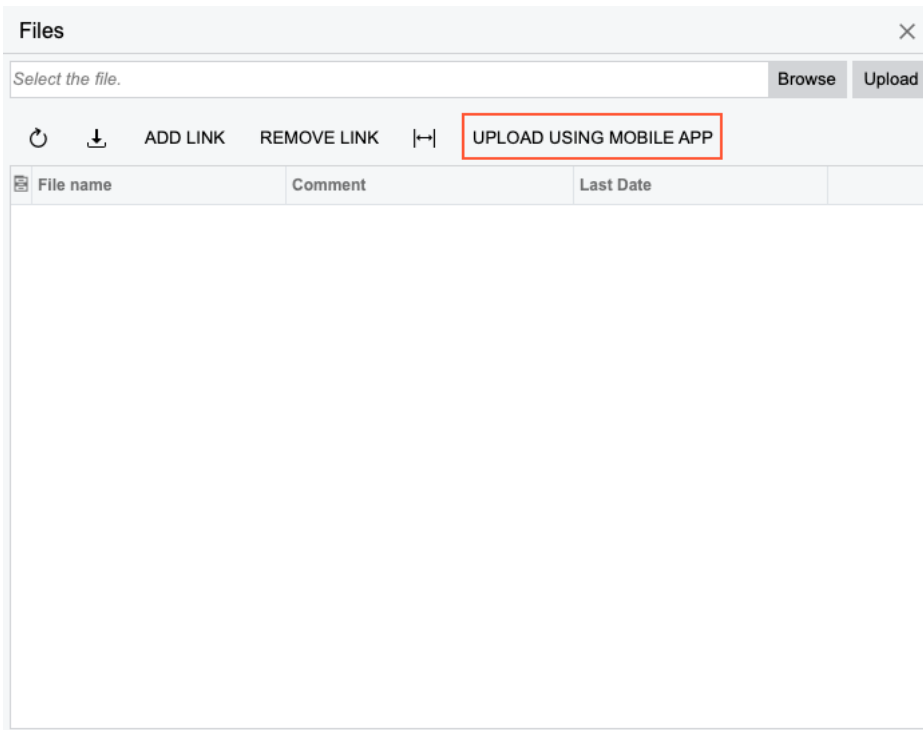 Files
Select the file. Browse Upload
ADD LINK REMOVE LINK UPLOAD USING MOBILE APP
File name Comment Last Date